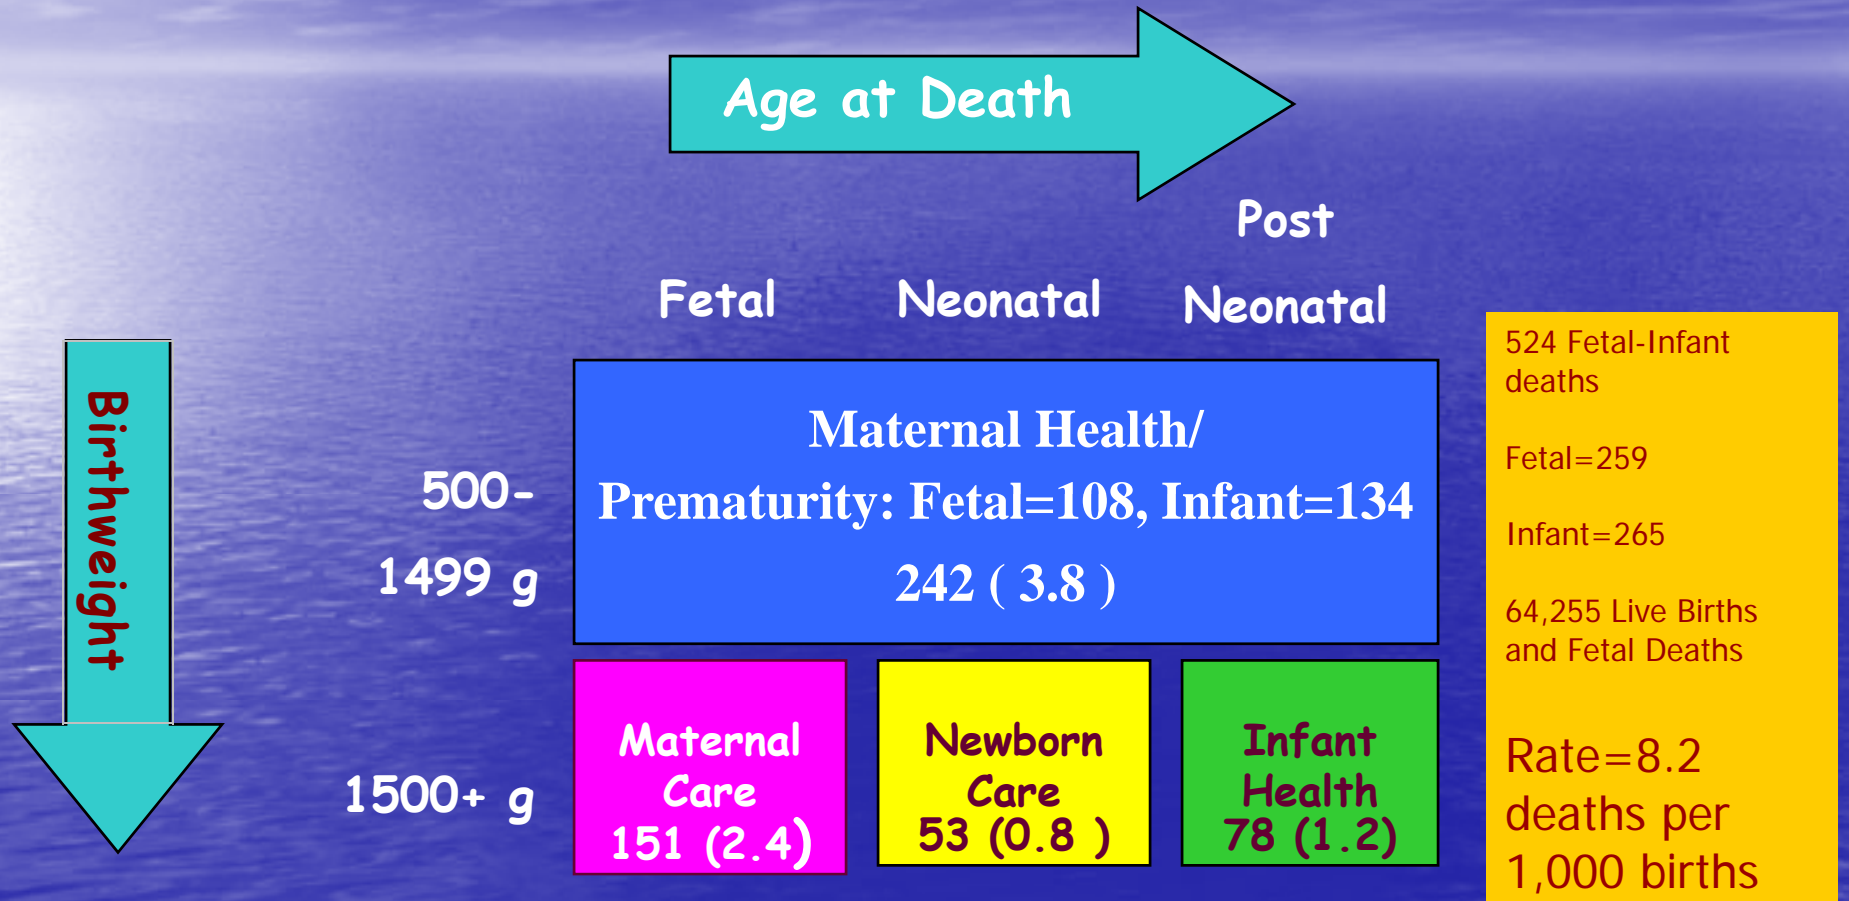 Age at Death
Fetal
Neonatal
Post
Neonatal
Birthweight
500-
1499 g
Maternal Health/
Prematurity: Fetal=108, Infant=134
242 ( 3.8 )
1500+ g
Maternal
Care
151 (2.4)
Newborn
Care
53 (0.8 )
Infant
Health
78 (1.2)
524 Fetal-Infant
deaths
Fetal=259
Infant=265
64,255 Live Births
and Fetal Deaths
Rate=8.2
deaths per
1,000 births